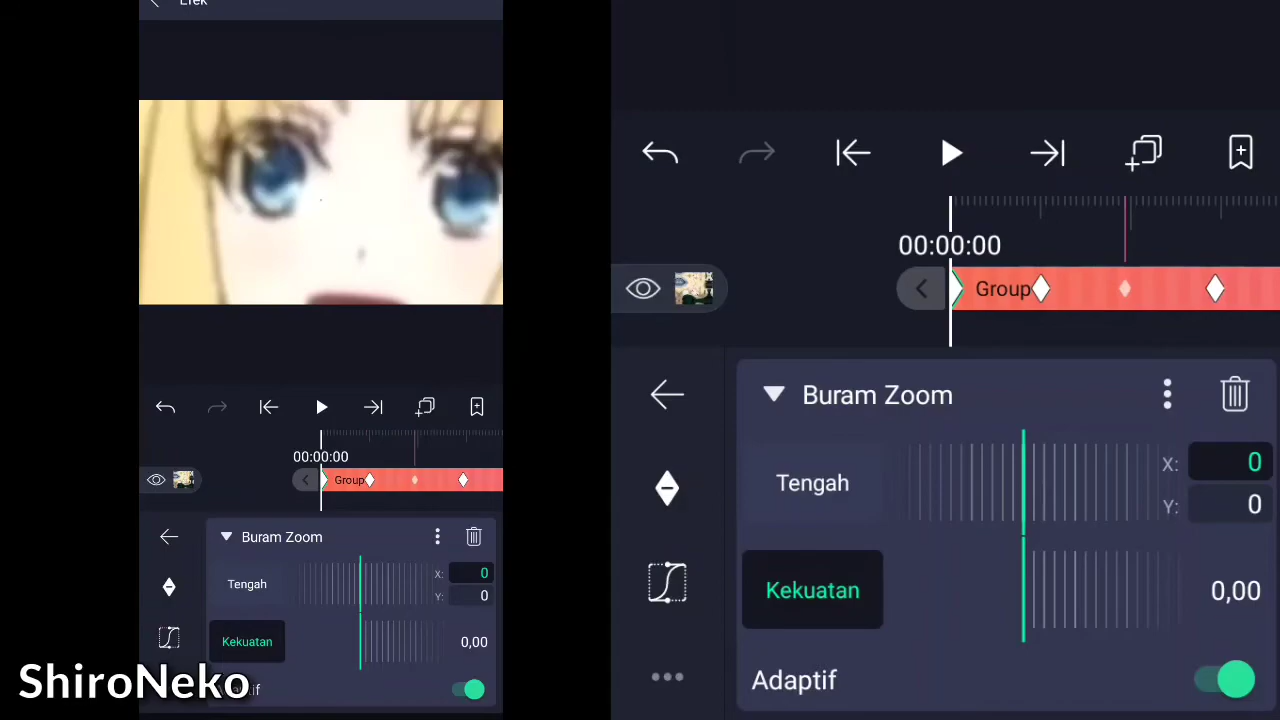 Efek
00:00:00
Group
Buram Zoom
Tengah
X: 0
Y: 0
Kekuatan
0,00
ShiroNeko
00:00:00
Group
Buram Zoom
Tengah
X: 0
Y: 0
Kekuatan
0,00
Adaptif